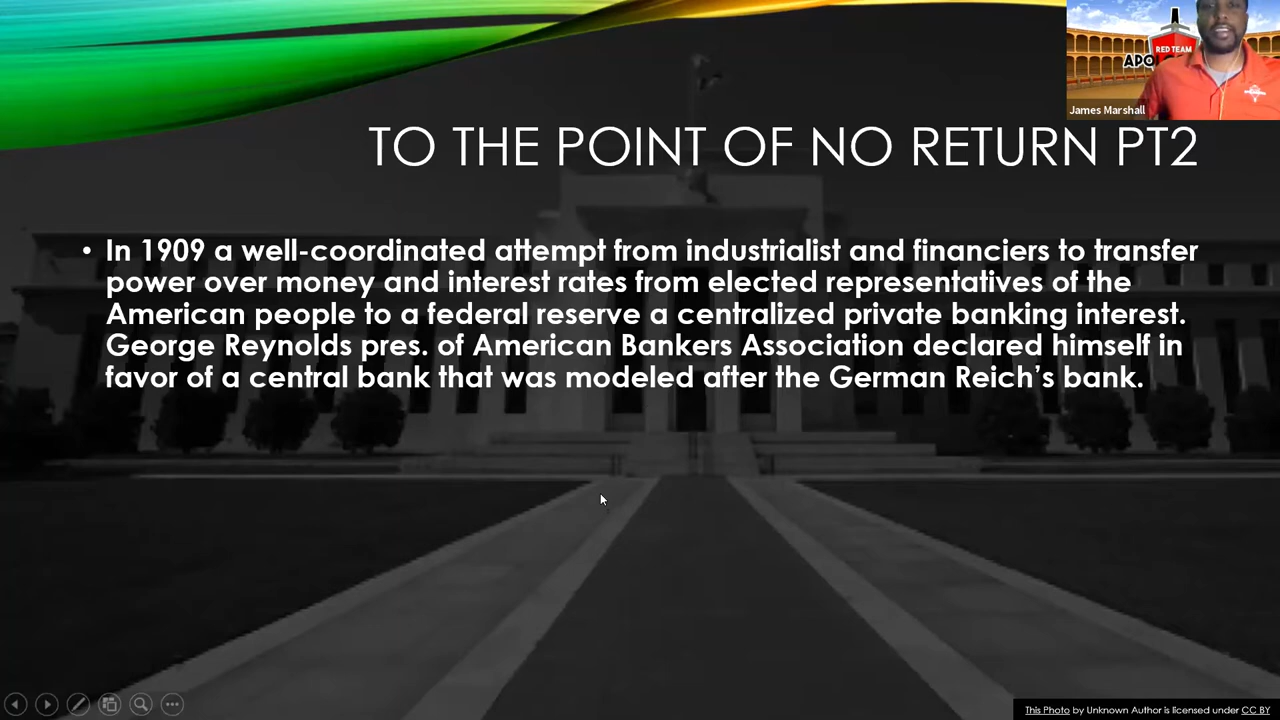 RED TEAM
James Marshall
TO THE POINT OF NO RETURN PT2
• In 1909 a well-coordinated attempt from industrialist and financiers to transfer
power over money and interest rates from elected representatives of the
American people to a federal reserve a centralized private banking interest.
George Reynolds pres. of American Bankers Association declared himself in
favor of a central bank that was modeled after the German Reich’s bank.
This Photo by Unknown Author is licensed under CC BY